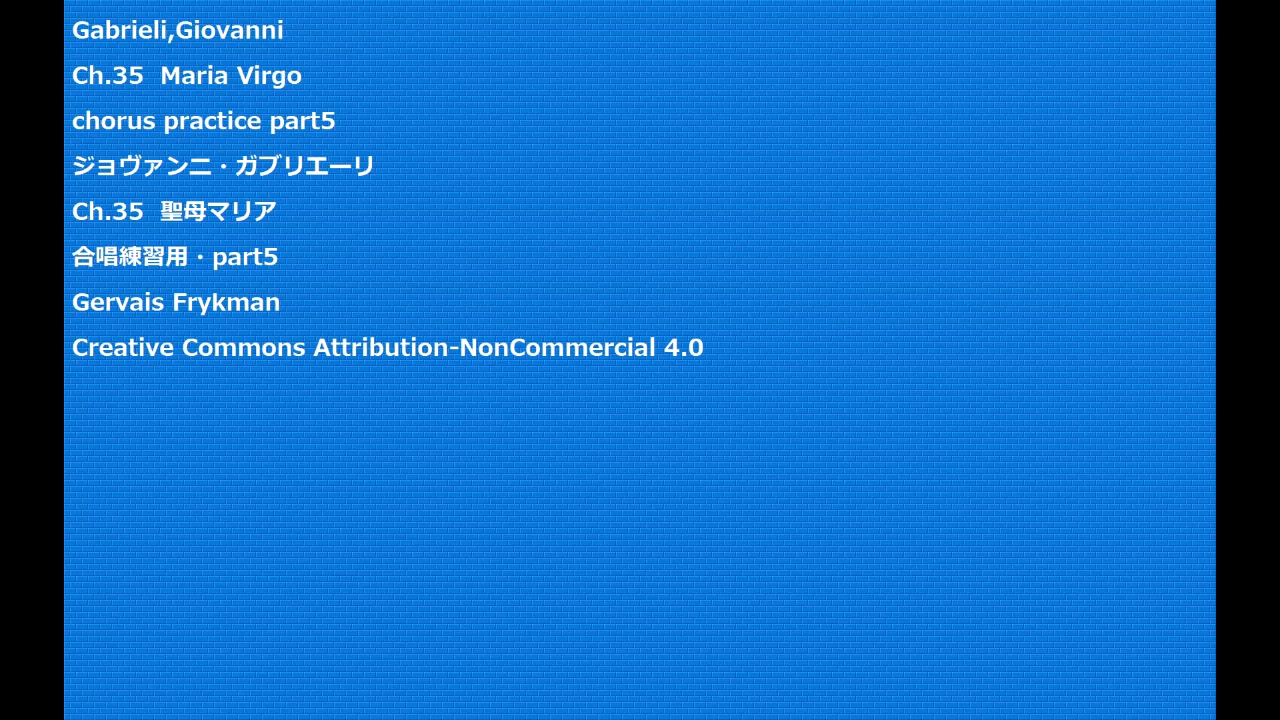 Gabrieli,Giovanni
Ch.35  Maria Virgo
chorus practice part5
ジョヴァンニ・ガブリエーリ
Ch.35  聖母マリア
合唱練習用・part5
Gervais Frykman
Creative Commons Attribution-NonCommercial 4.0